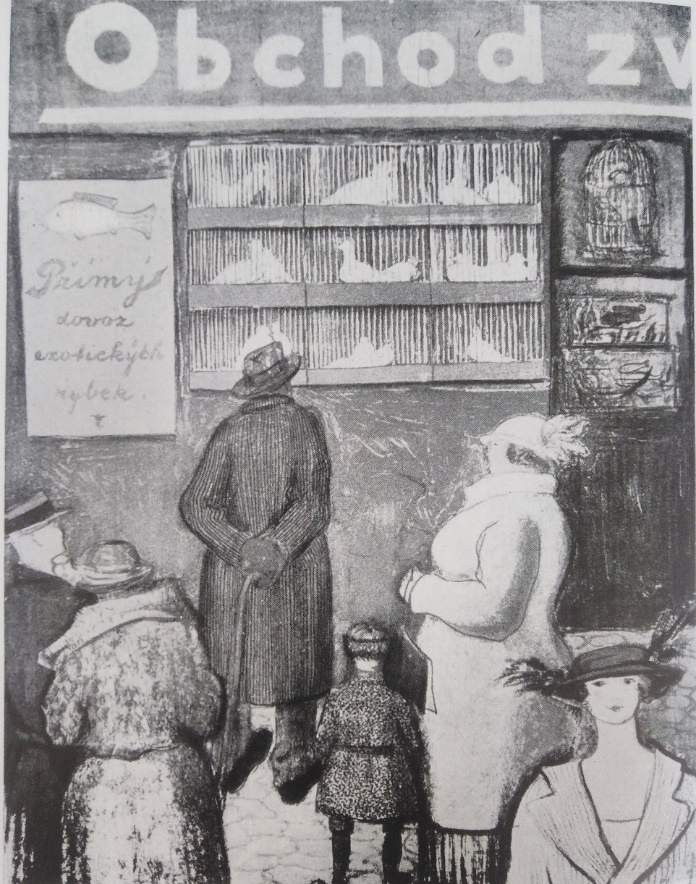 Obchod zv
Přímý
dovoz
exotických
rybek.